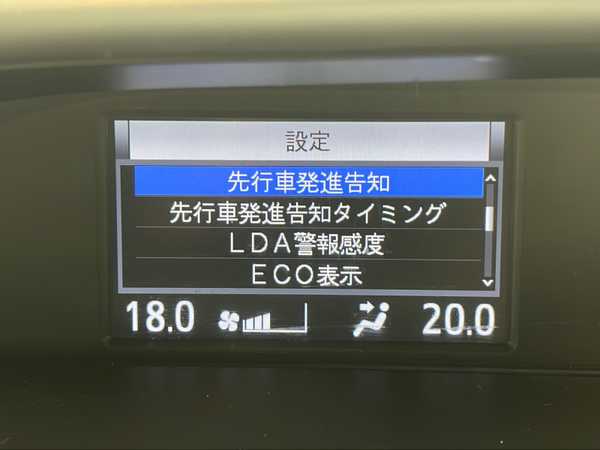 設定
先行車発進告知
先行車発進告知タイミング
LDA警報感度
ECO表示
18.0 20.0